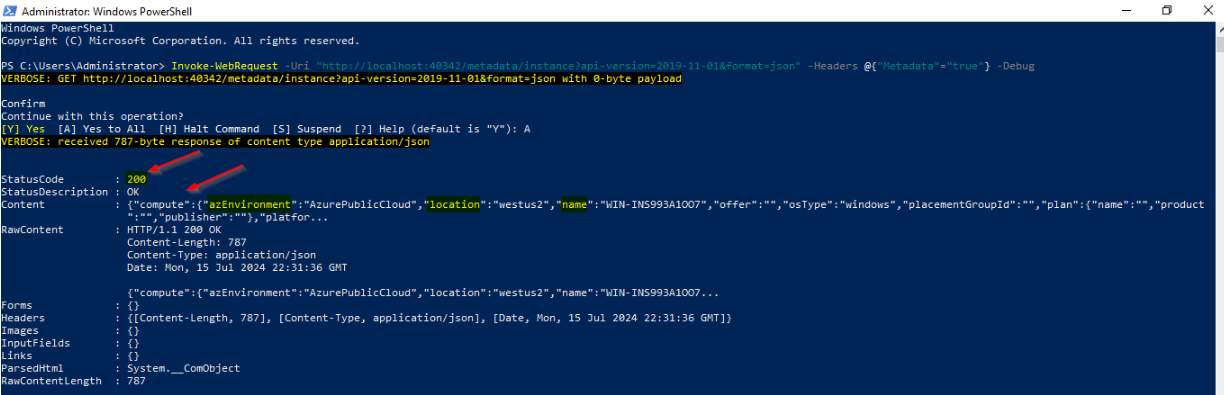 Administrator: Windows PowerShell
Windows PowerShell
Copyright (C) Microsoft Corporation. All rights reserved.
PS C:\Users\Administrator> Invoke-WebRequest -Uri "http://localhost:40342/metadata/instance?api-version=2019-11-01&format=json" -Headers @{"Metadata"="true"} -Debug
VERBOSE: GET http://localhost:40342/metadata/instance?api-version=2019-11-01&format=json with 0-byte payload
Confirm
Continue with this operation?
[Y] Yes  [A] Yes to All  [H] Halt Command  [S] Suspend  [?] Help (default is "Y"): A
VERBOSE: received 787-byte response of content type application/json
StatusCode        : 200
StatusDescription : OK
Content           : {"compute":{"azEnvironment":"AzurePublicCloud","location":"westus2","name":"WIN-INS993A1OO7","offer":"","osType":"windows","placementGroupId":"","plan":{"name":"","product
":"","publisher":""},"platfor...
RawContent        : HTTP/1.1 200 OK
Content-Length: 787
Content-Type: application/json
Date: Mon, 15 Jul 2024 22:31:36 GMT
{"compute":{"azEnvironment":"AzurePublicCloud","location":"westus2","name":"WIN-INS993A1OO7...
Forms             : {}
Headers           : {[Content-Length, 787], [Content-Type, application/json], [Date, Mon, 15 Jul 2024 22:31:36 GMT]}
Images            : {}
InputFields       : {}
Links             : {}
ParsedHtml        : System.__ComObject
RawContentLength  : 787